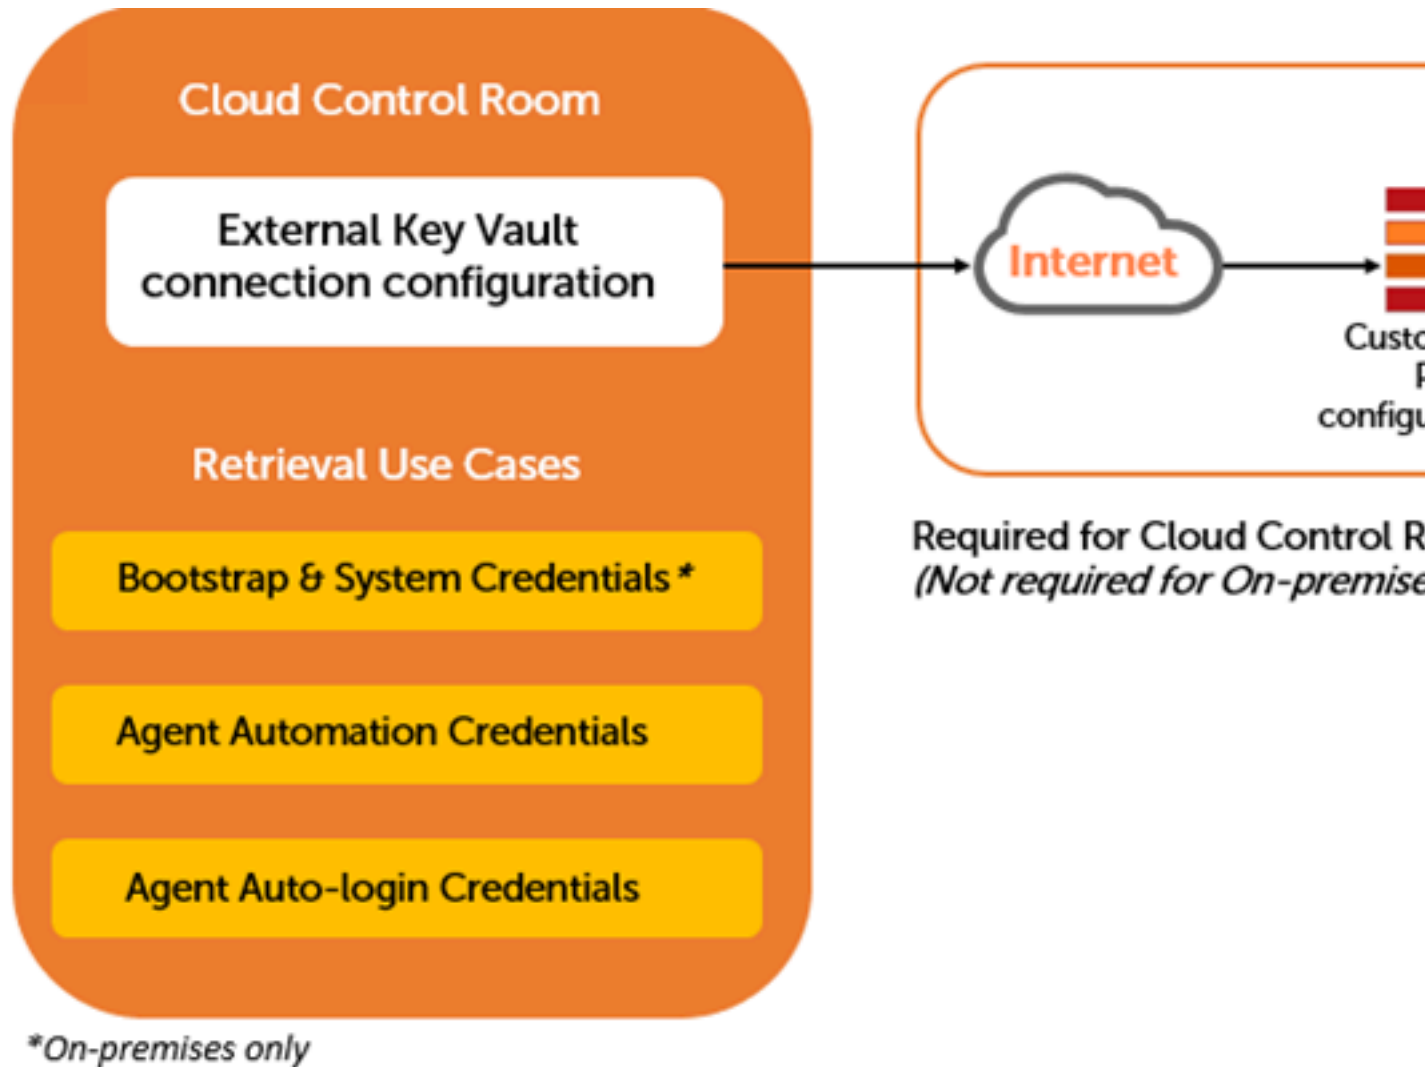 Cloud Control Room
External Key Vault
connection configuration
Internet
Retrieval Use Cases
Bootstrap & System Credentials*
Agent Automation Credentials
Agent Auto-login Credentials
Required for Cloud Control
(Not required for
*On-premises only